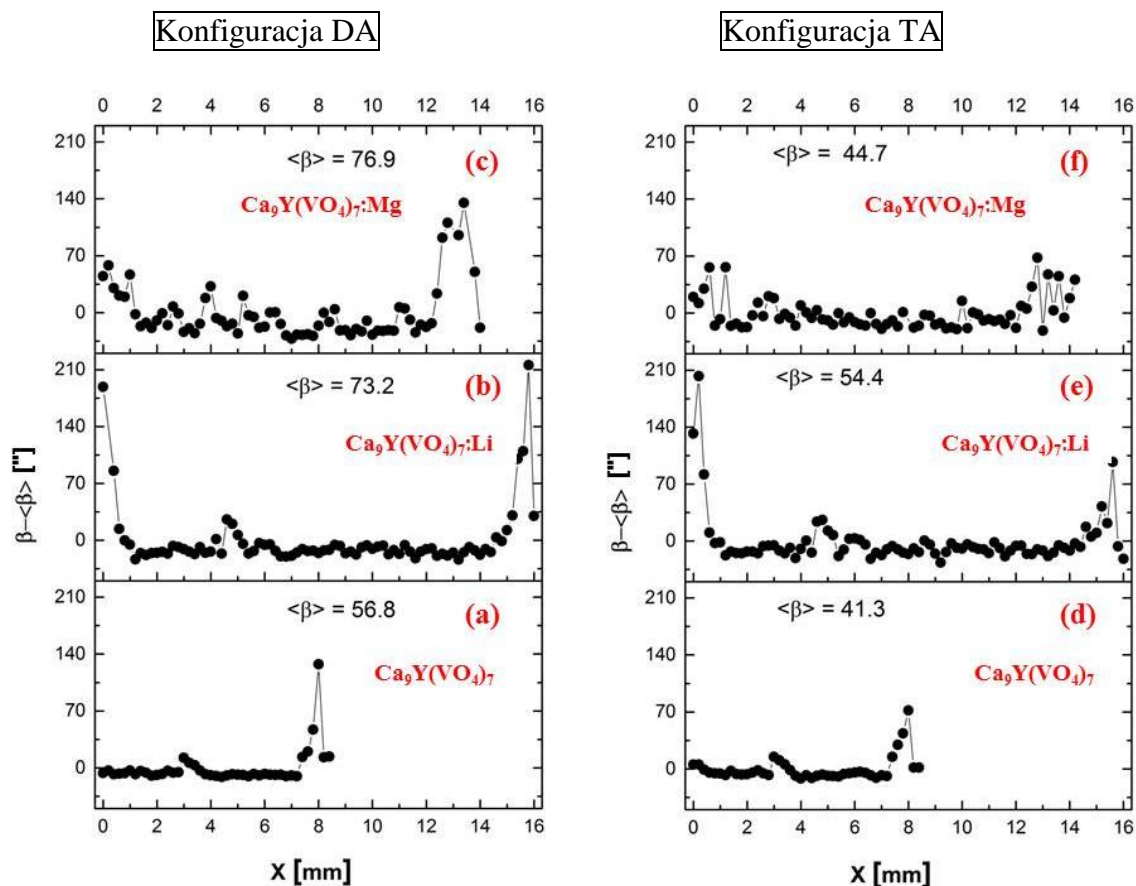 Konfiguracja DA
Konfiguracja TA
0 2 4 6 8 10 12 14 16
210
140
70
0
<β> = 76.9
(c)
Ca₉Y(VO₄)₇:Mg
210
140
70
0
<β> = 73.2
(b)
Ca₉Y(VO₄)₇:Li
210
140
70
0
<β> = 56.8
(a)
Ca₉Y(VO₄)₇
β–<β> ["]
0 2 4 6 8 10 12 14 16
X [mm]
0 2 4 6 8 10 12 14 16
210
140
70
0
<β> = 44.7
(f)
Ca₉Y(VO₄)₇:Mg
210
140
70
0
<β> = 54.4
(e)
Ca₉Y(VO₄)₇:Li
210
140
70
0
<β> = 41.3
(d)
Ca₉Y(VO₄)₇
β–<β> ["]
0 2 4 6 8 10 12 14 16
X [mm]